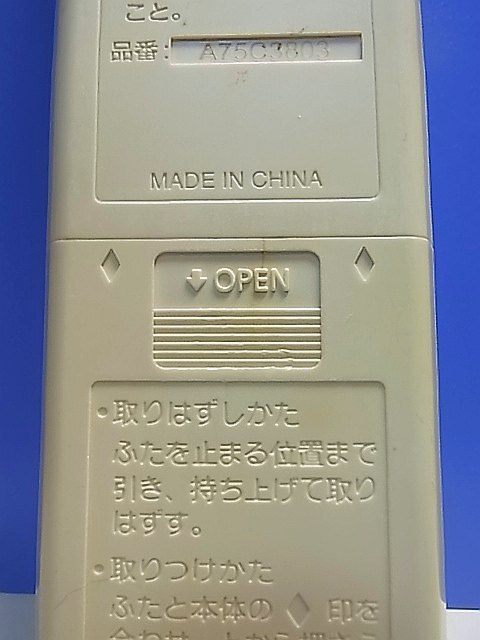 こと。
品番: A75C3803
MADE IN CHINA
OPEN
•取りはずしかた
ふたを止まる位置まで
引き、持ち上げて取り
はずす。
•取りつけかた
ふたと本体の ◇ 印を